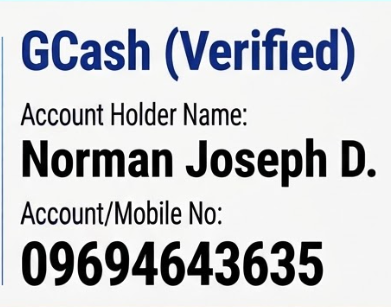 GCash (Verified)
Account Holder Name:
Norman Joseph D.
Account/Mobile No:
09694643635